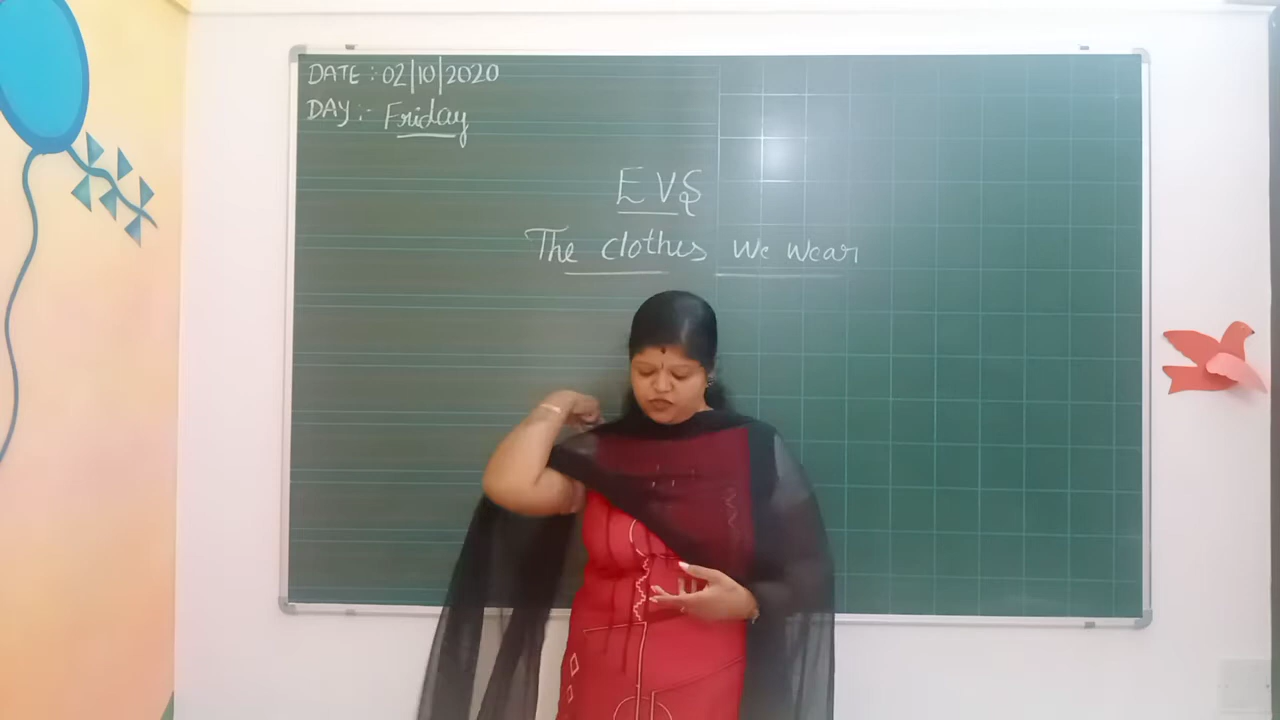 DATE :- 02|10|2020
DAY :- Friday
EVS
The clothes we wear